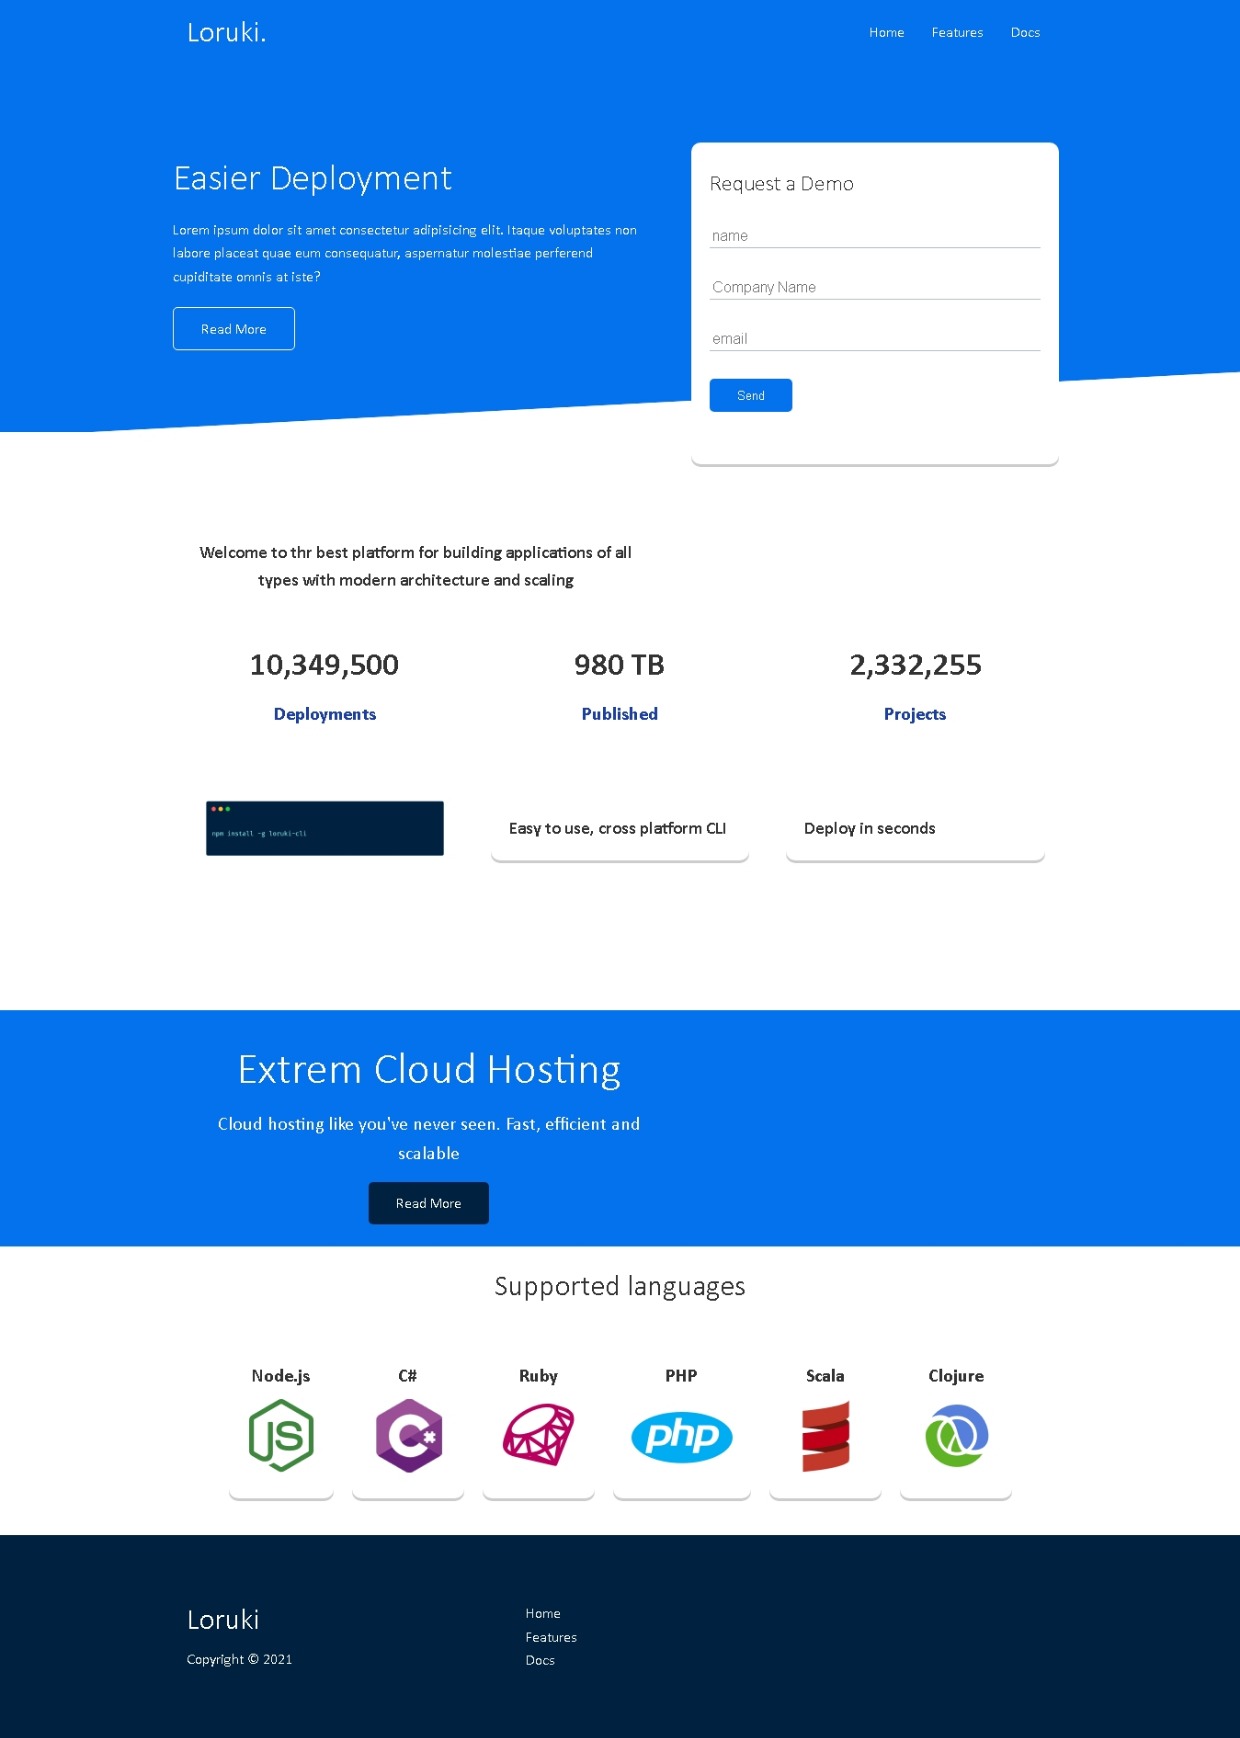 Loruki.
Home Features Docs
Easier Deployment
Lorem ipsum dolor sit amet consectetur adipisicing elit. Itaque voluptates non
labore placeat quae eum consequatur, aspernatur molestiae perferend
cupiditate omnis at iste?
Read More
Request a Demo
name
Company Name
email
Send
Welcome to thr best platform for building applications of all
types with modern architecture and scaling
10,349,500
Deployments
980 TB
Published
2,332,255
Projects
npm install -g loruki-cli
Easy to use, cross platform CLI
Deploy in seconds
Extrem Cloud Hosting
Cloud hosting like you've never seen. Fast, efficient and
scalable
Read More
Supported languages
Node.js
JS
C#
C#
Ruby
PHP
php
Scala
Clojure
Loruki
Copyright © 2021
Home
Features
Docs